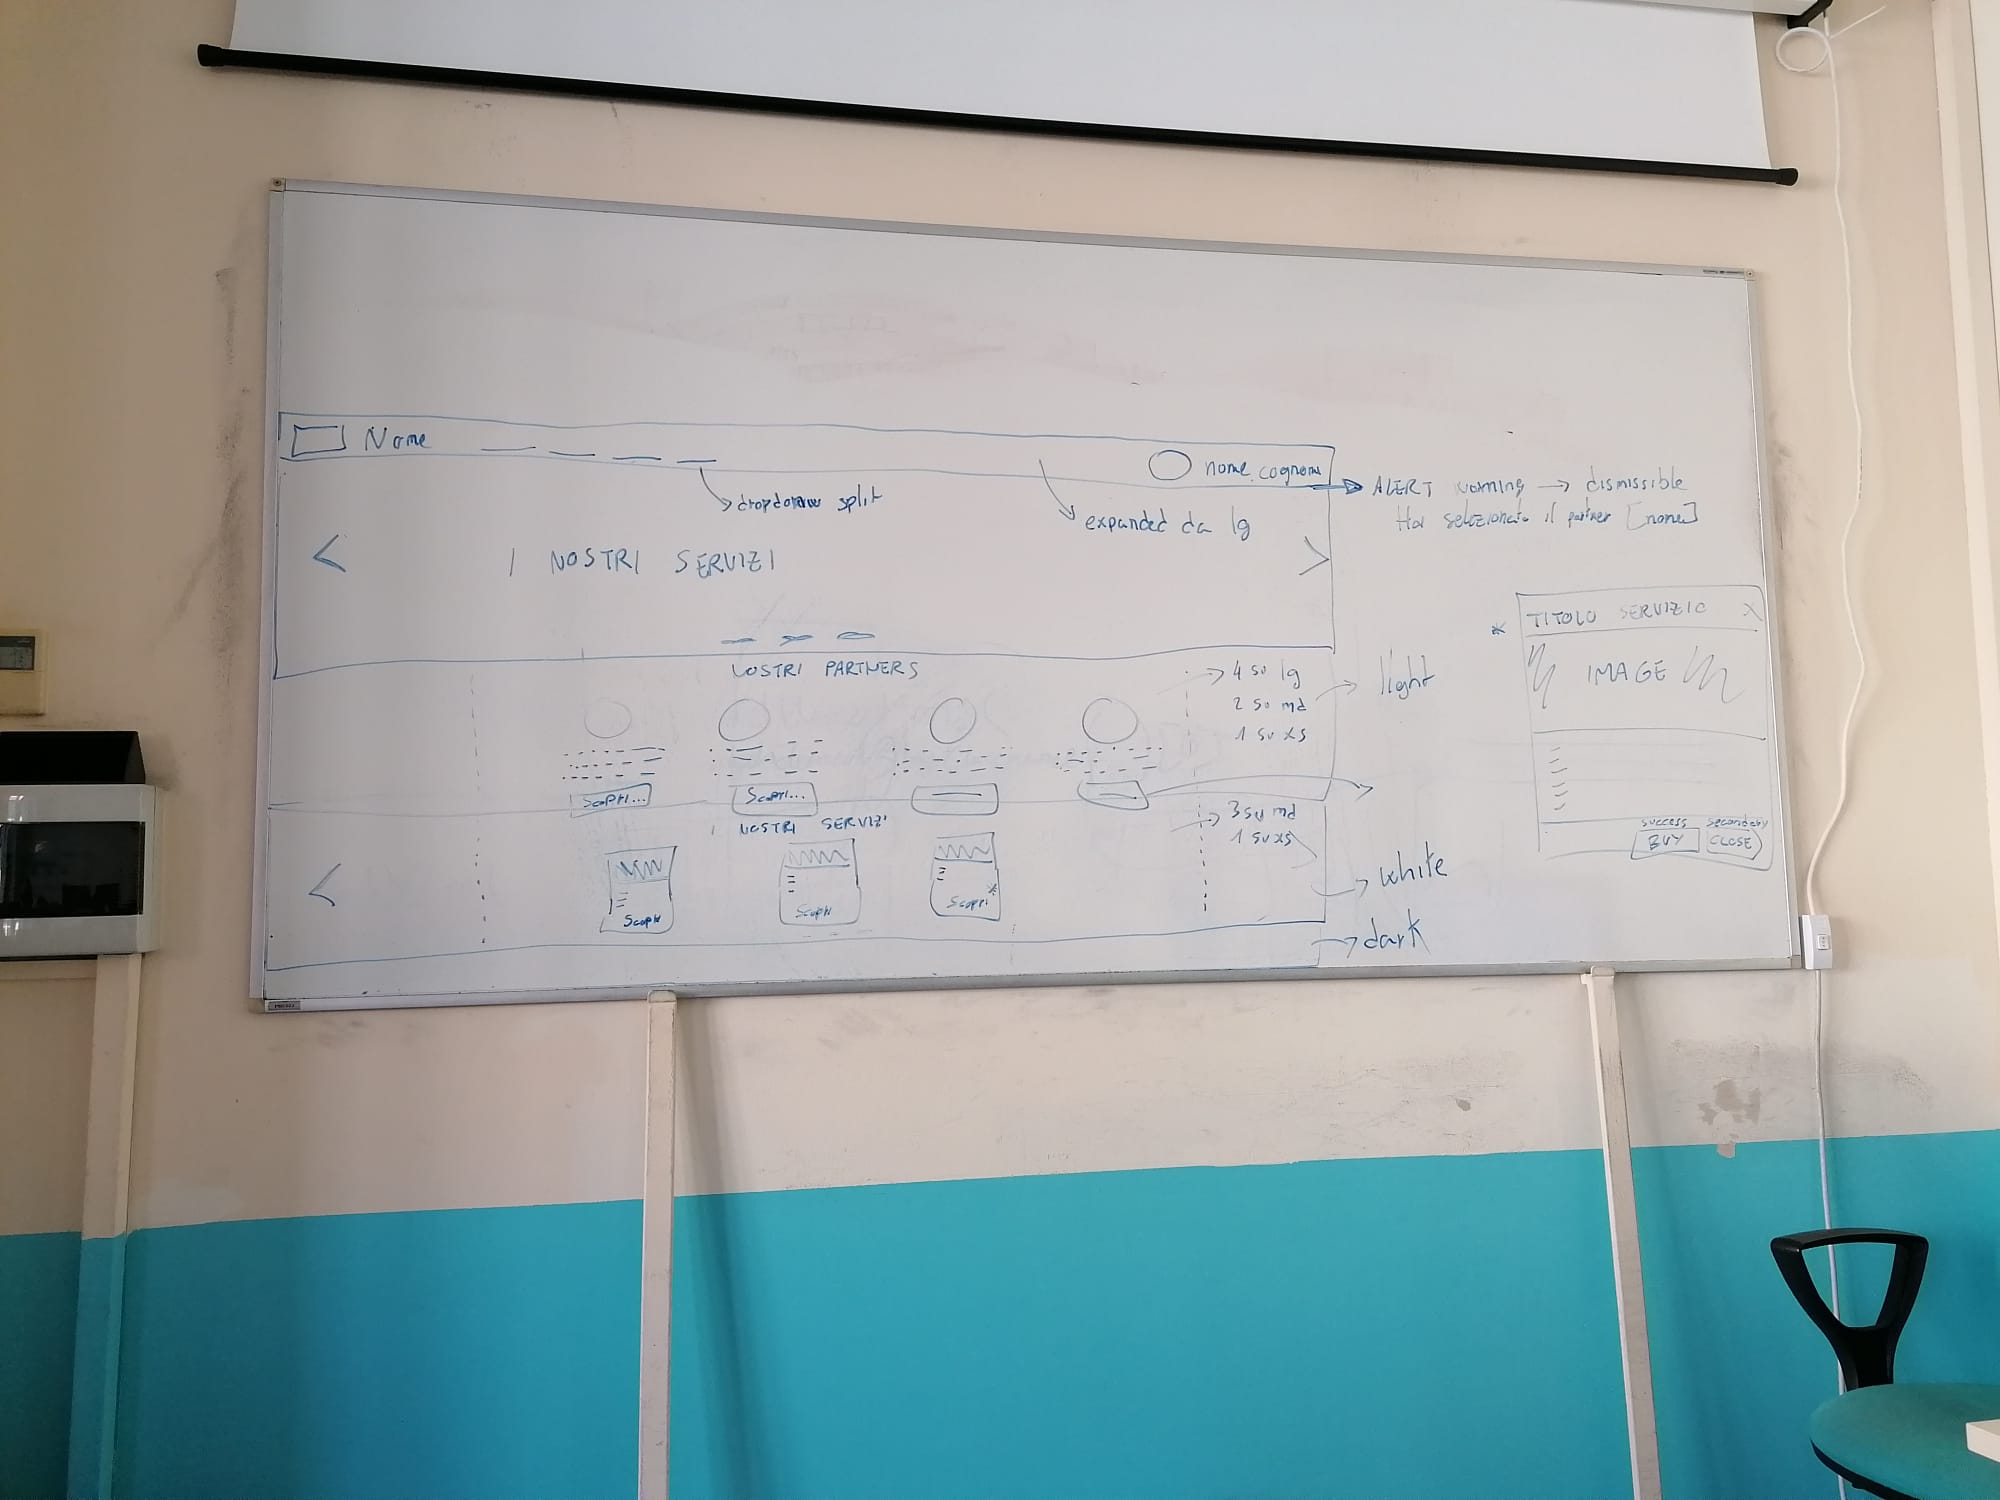 Nome
nome cognome
dropdown split
expanded da lg
ALERT warning → dismissible
Hai selezionato il partner [nome]
< I NOSTRI SERVIZI >
TITOLO SERVIZIO X
* IMAGE
SUCCESS secondary
BUY CLOSE
NOSTRI PARTNERS
→ 4 su lg
2 su md → light
1 su xs
SCOPRI... SCOPRI...
I NOSTRI SERVIZI
→ 3 su md
1 su xs
<
→ white
Scopri Scopri Scopri *
→ dark